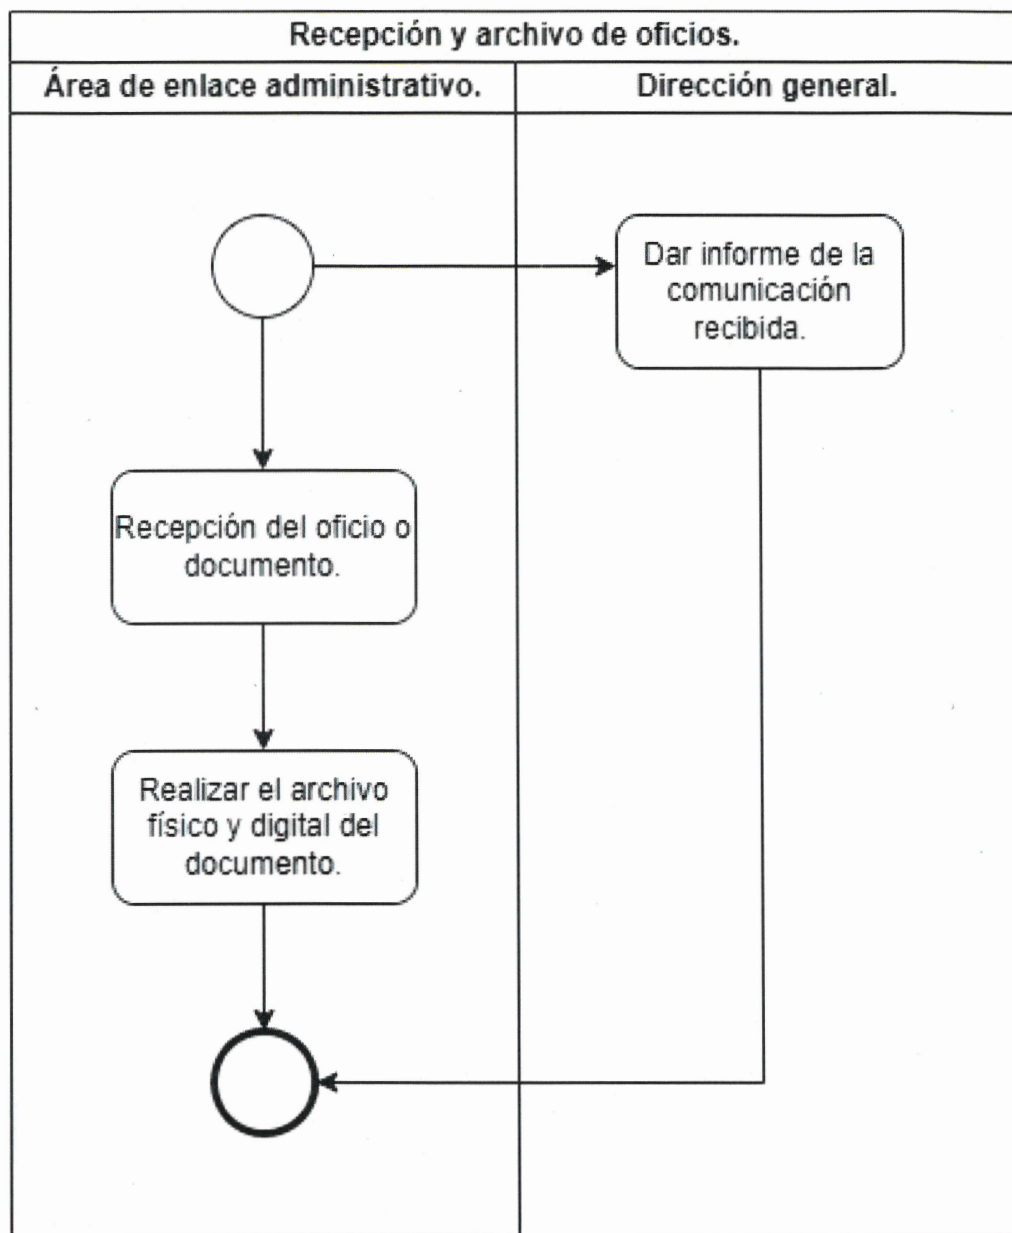 Recepción y archivo de oficios.
Área de enlace administrativo.
Dirección general.
Dar informe de la
comunicación
recibida.
Recepción del oficio o
documento.
Realizar el archivo
físico y digital del
documento.